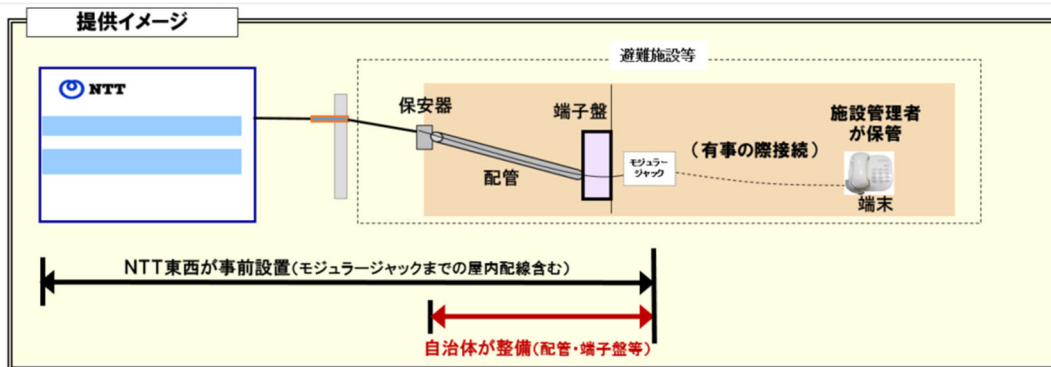 提供イメージ
避難施設等
NTT
保安器
端子盤
施設管理者
が保管
モジュラー
ジャック
(有事の際接続)
配管
端末
NTT東西が事前設置(モジュラージャックまでの屋内配線含む)
自治体が整備(配管・端子盤等)